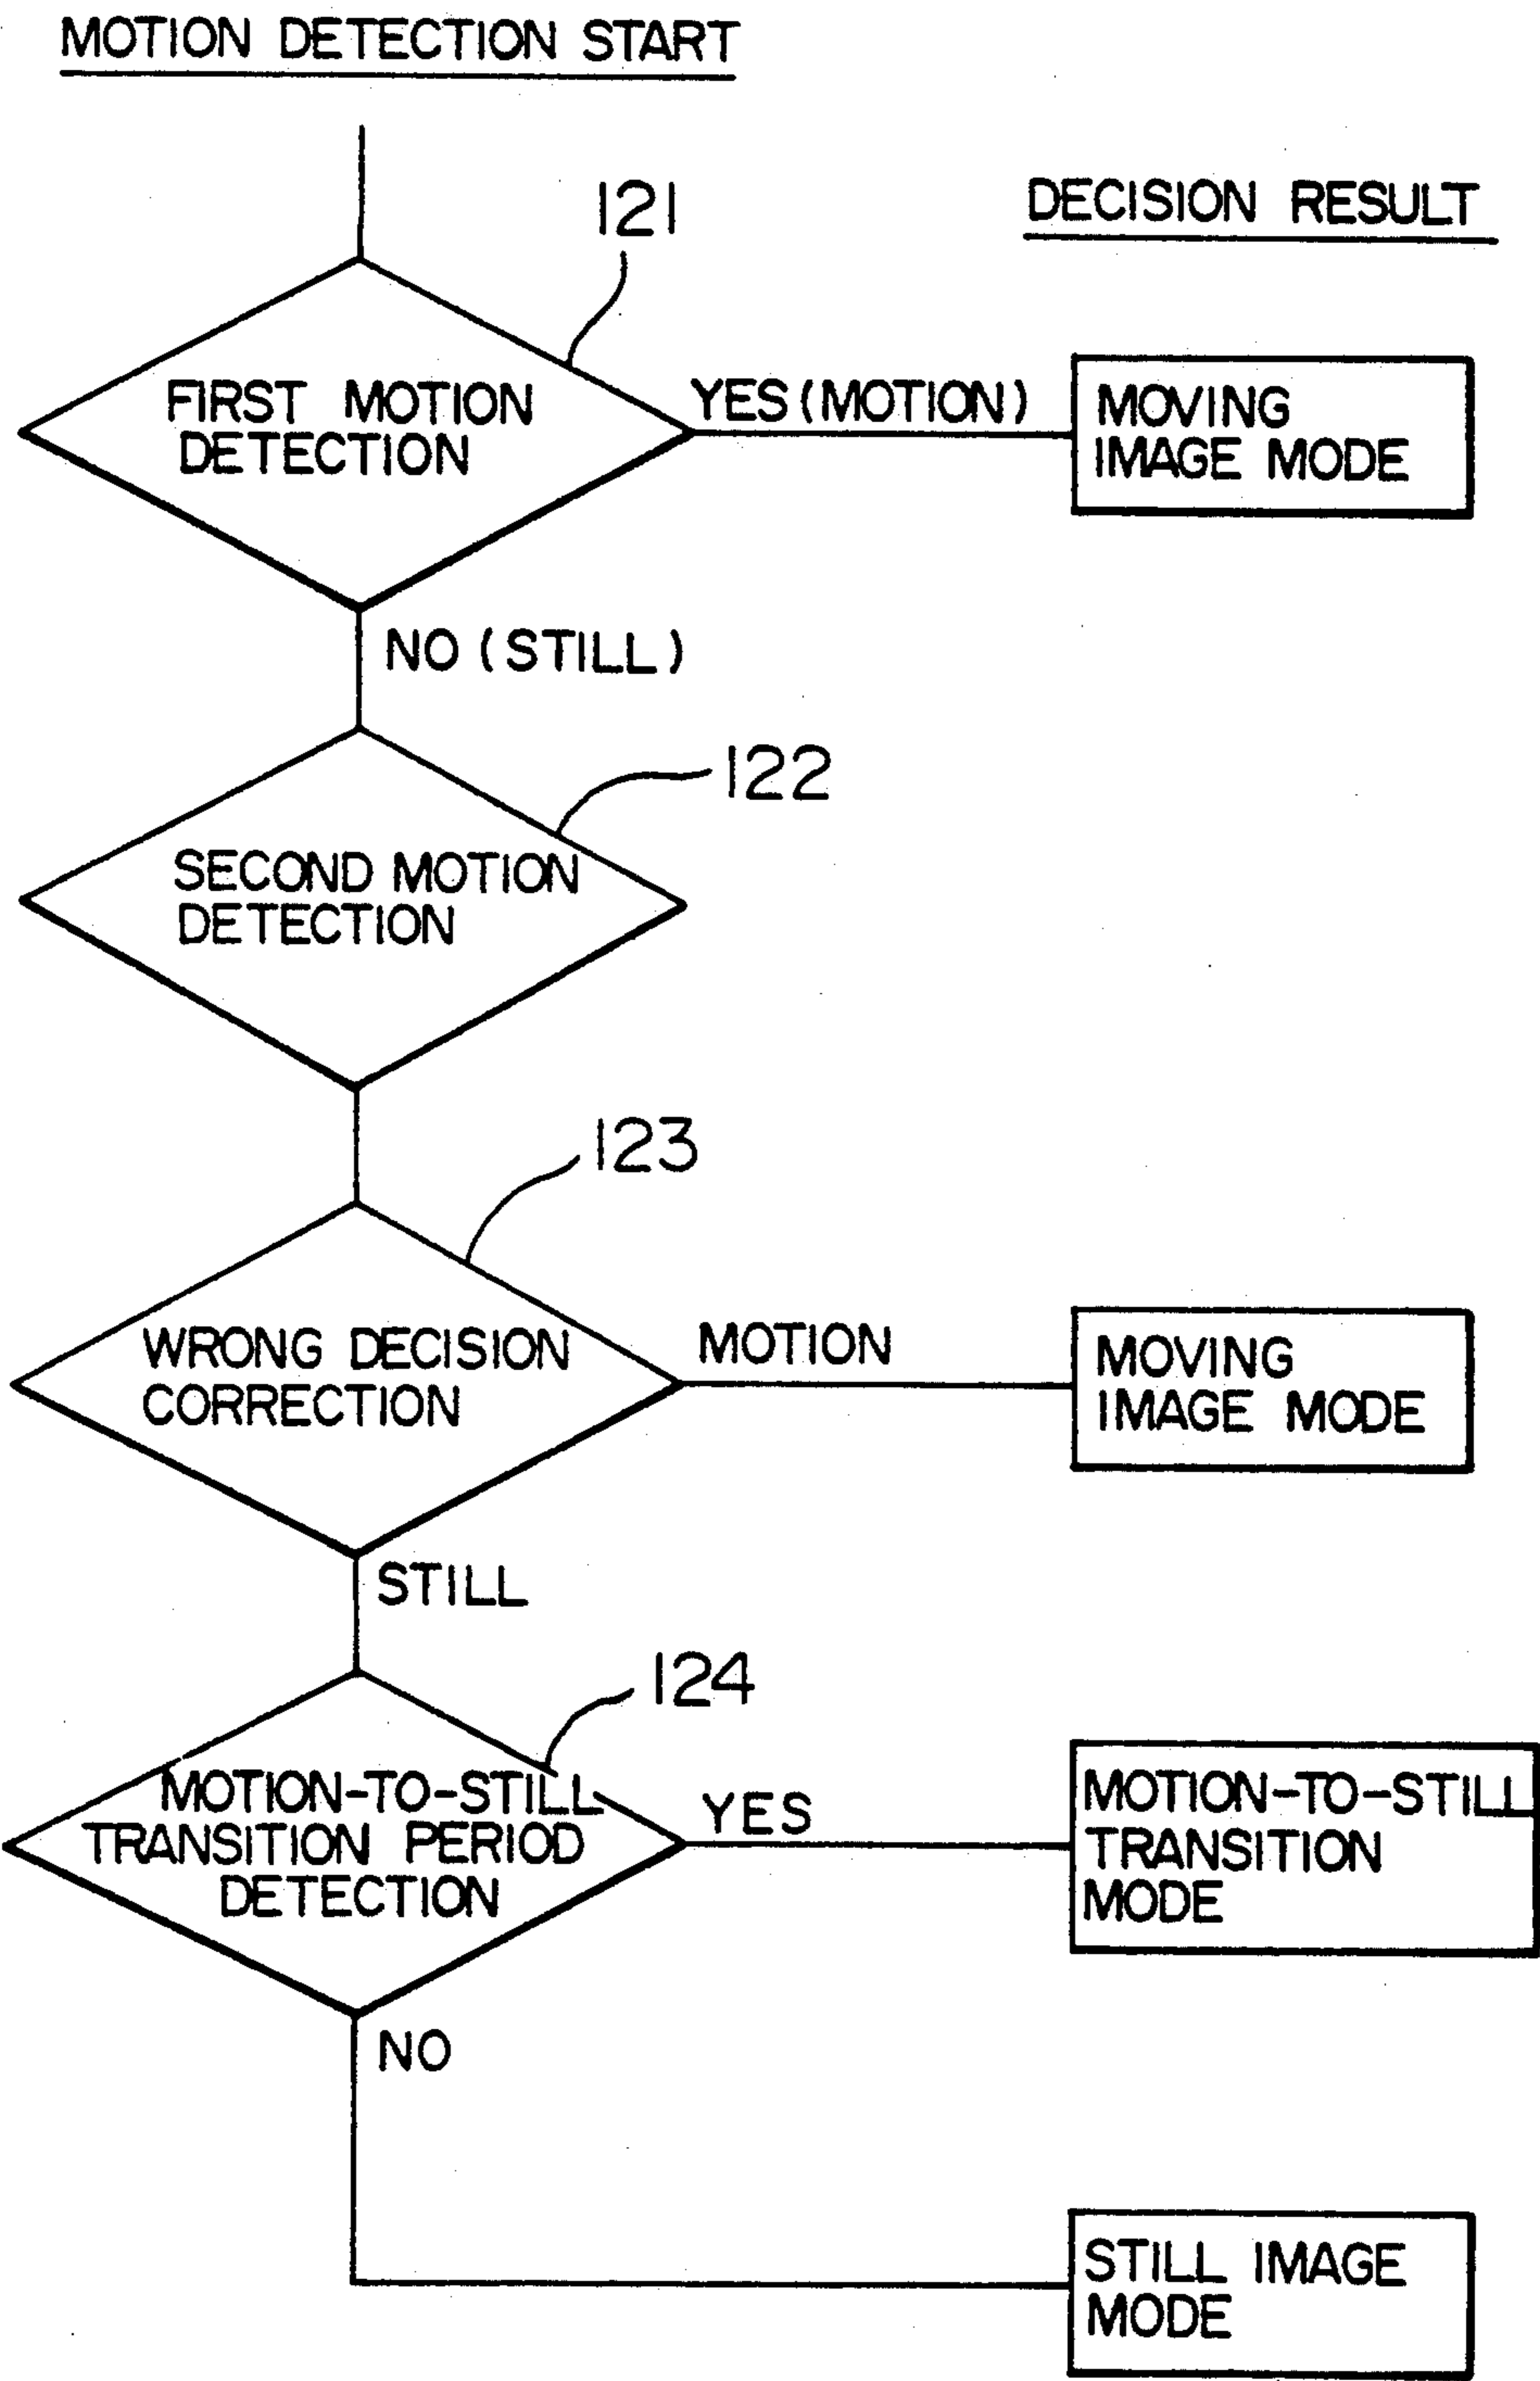 MOTION DETECTION START
121
DECISION RESULT
FIRST MOTION
DETECTION
YES (MOTION)
MOVING
IMAGE MODE
NO (STILL)
122
SECOND MOTION
DETECTION
123
WRONG DECISION
CORRECTION
MOTION
MOVING
IMAGE MODE
STILL
124
MOTION-TO-STILL
TRANSITION PERIOD
DETECTION
YES
MOTION-TO-STILL
TRANSITION
MODE
NO
STILL IMAGE
MODE